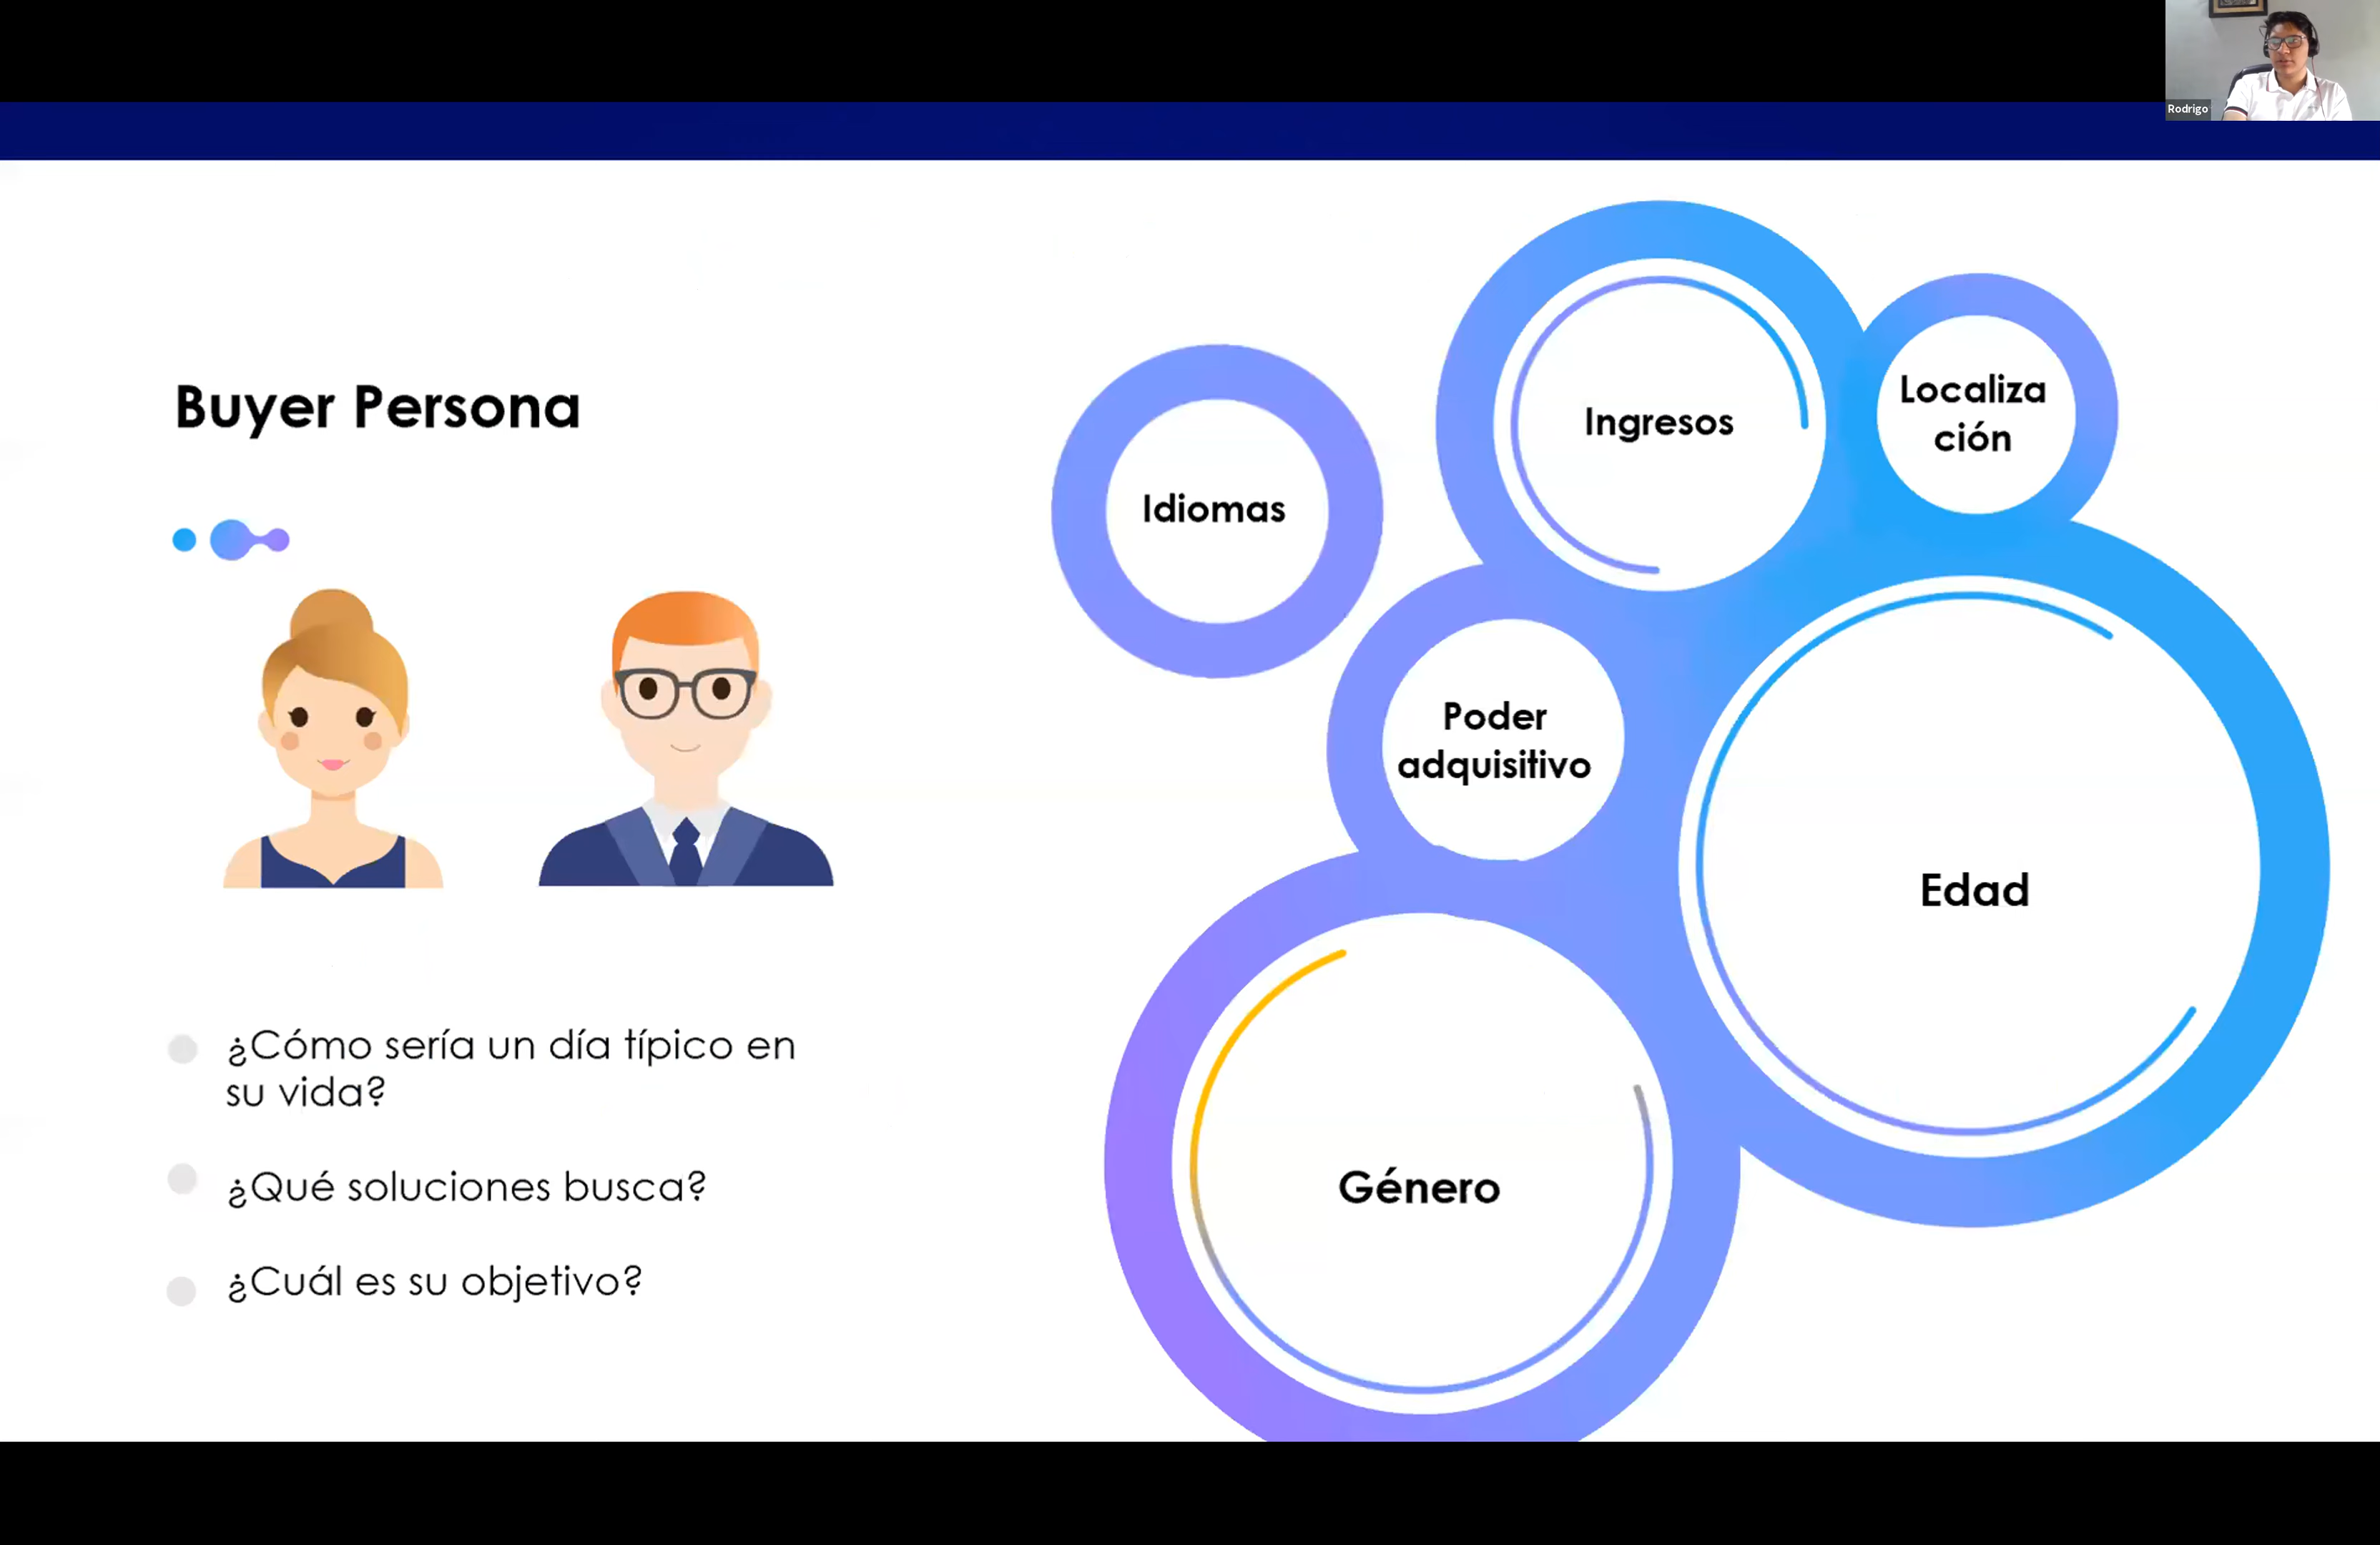 Rodrigo
Buyer Persona
¿Cómo sería un día típico en
su vida?
¿Qué soluciones busca?
¿Cuál es su objetivo?
Idiomas
Ingresos
Localiza
ción
Poder
adquisitivo
Edad
Género